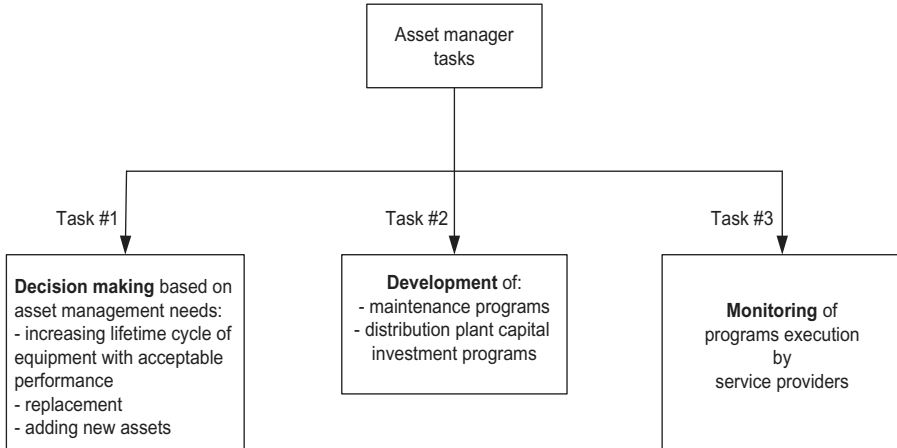 Asset manager
tasks
Task #1
Task #2
Task #3
Decision making based on
asset management needs:
- increasing lifetime cycle of
equipment with acceptable
performance
- replacement
- adding new assets
Development of:
- maintenance programs
- distribution plant capital
investment programs
Monitoring of
programs execution
by
service providers